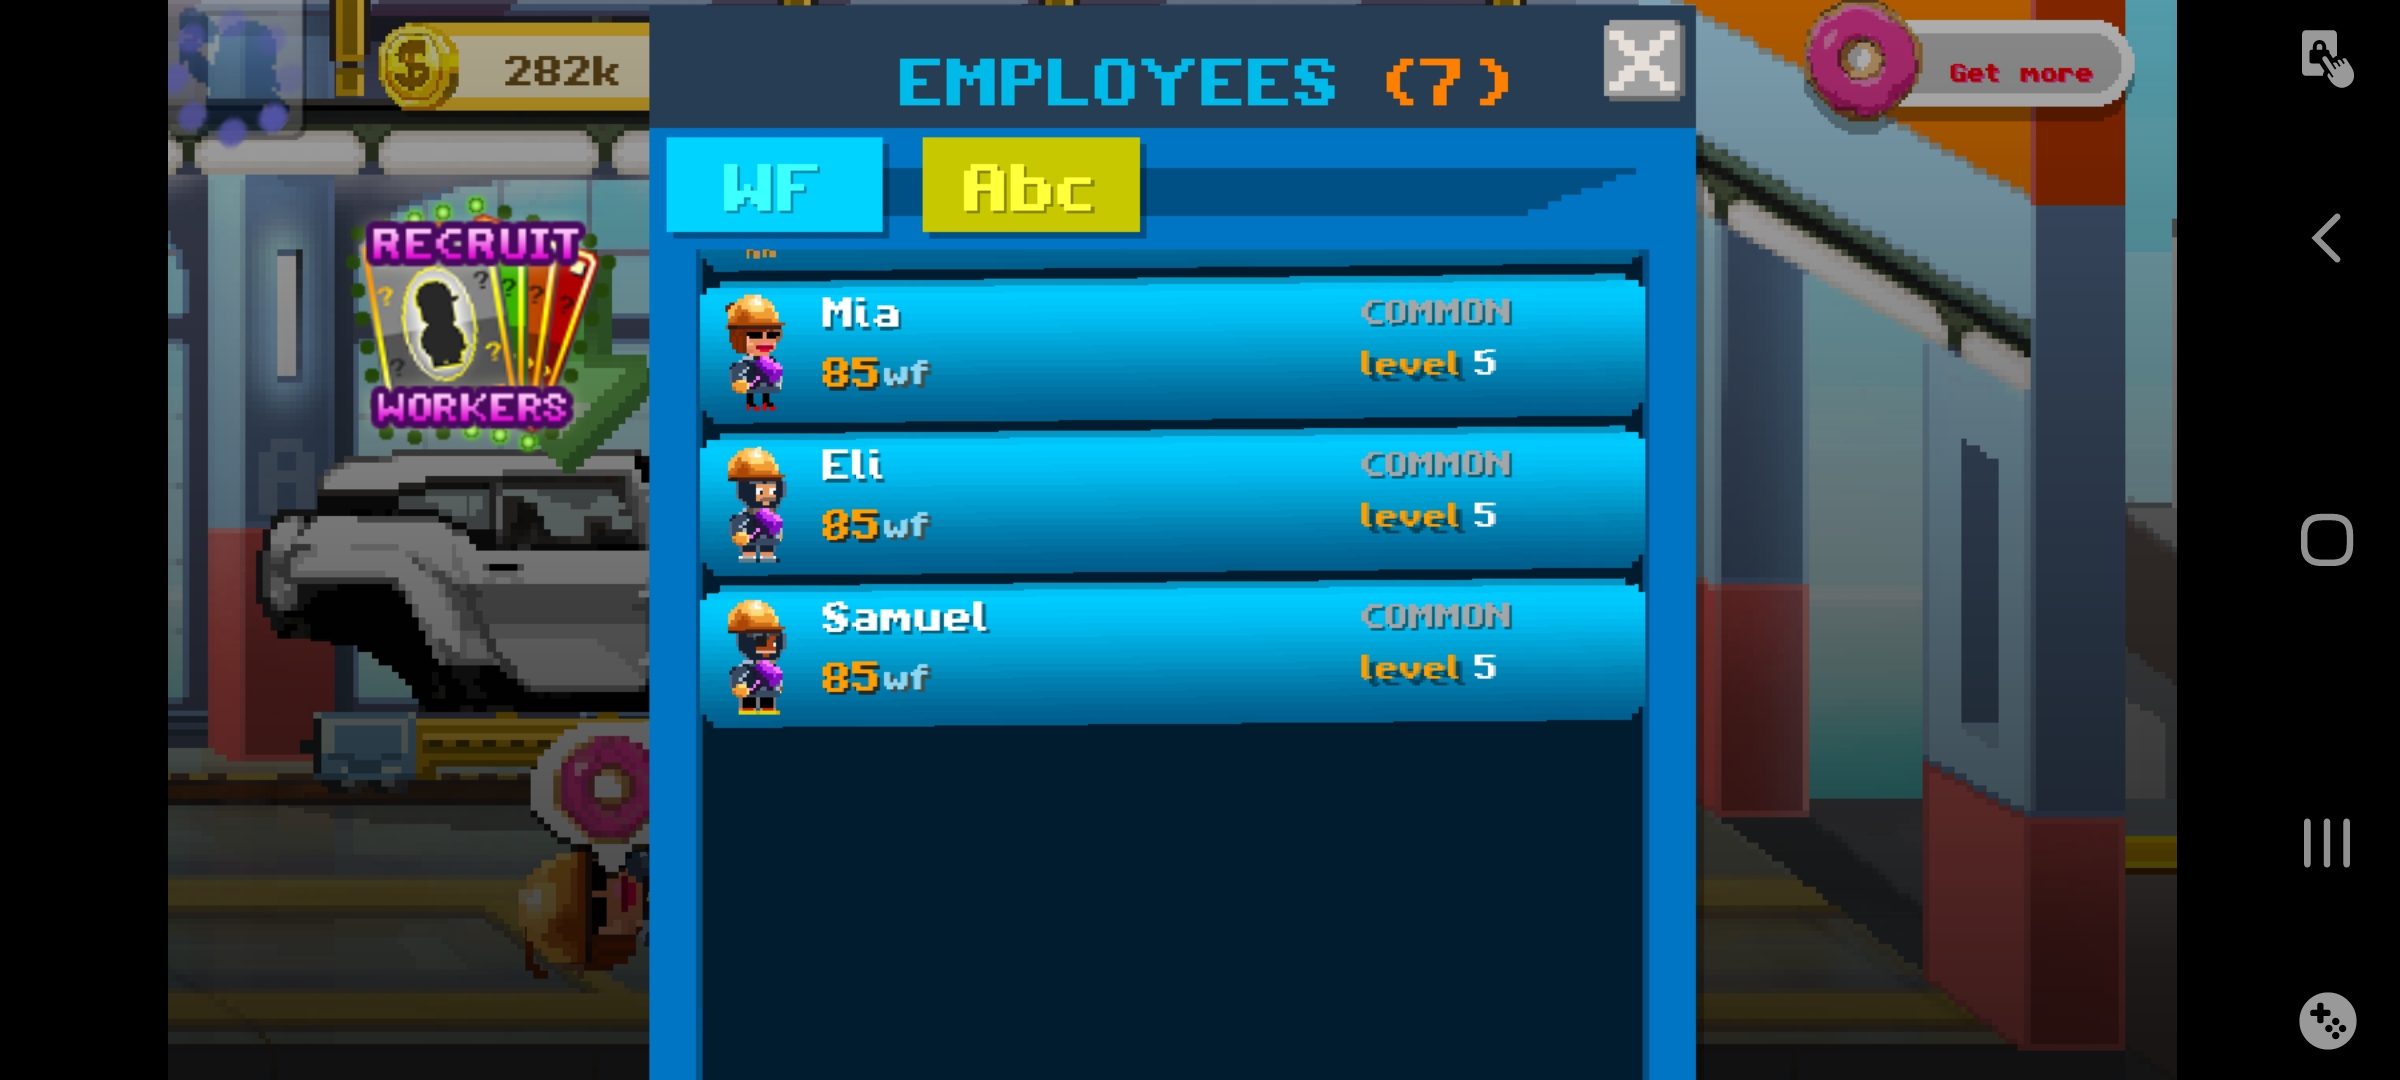 282k
EMPLOYEES (7)
Get more
WF
Abc
RECRUIT
WORKERS
Mia
COMMON
85wf
level 5
Eli
COMMON
85wf
level 5
Samuel
COMMON
85wf
level 5